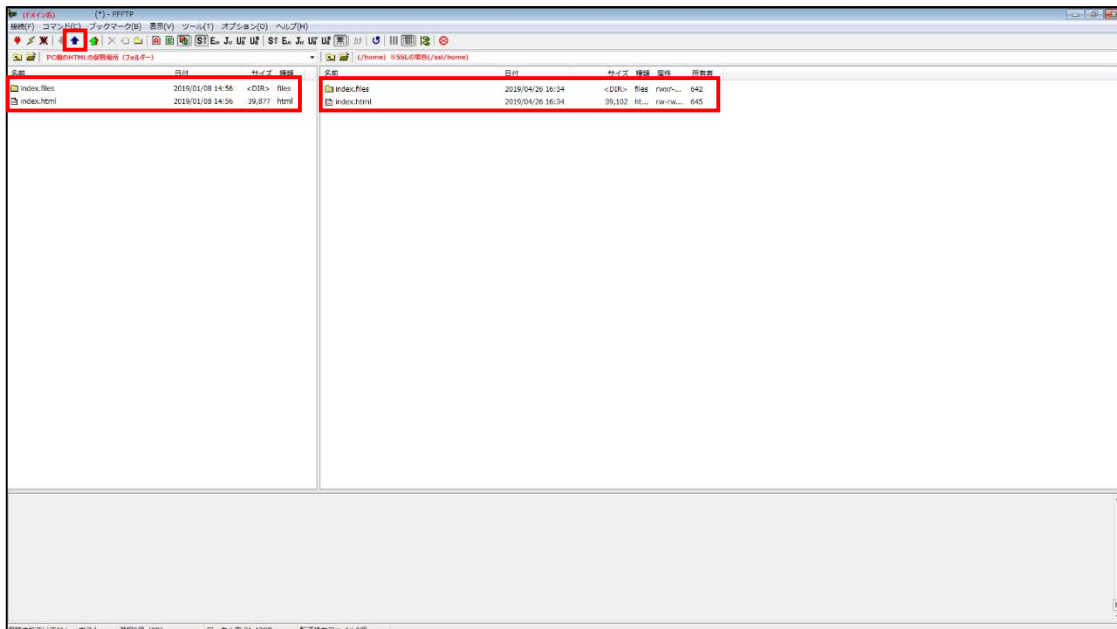 (ドメイン名) (*) - FFFTP
接続(F) コマンド(C) ブックマーク(B) 表示(V) ツール(T) オプション(O) ヘルプ(H)
PC側のHTMLの保存場所 (フォルダー) (/home) ※SSLの場合(/ssl/home)
名前 日付 サイズ 種類 名前 日付 サイズ 種類 属性 所有者
index.files 2019/01/08 14:56 <DIR> files index.files 2019/04/26 16:34 <DIR> files rwxr-... 642
index.html 2019/01/08 14:56 39,877 html index.html 2019/04/26 16:34 39,102 ht... rw-rw... 645